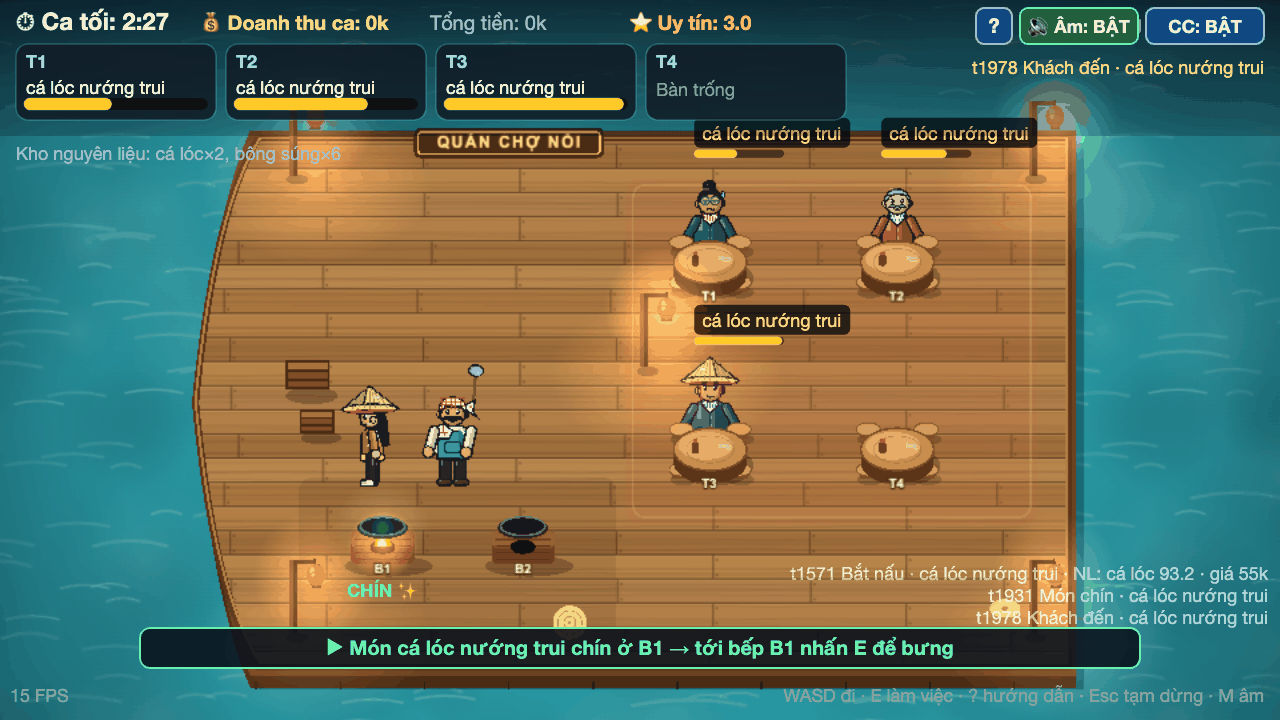 Ca tối: 2:27
Doanh thu ca: 0k
Tổng tiền: 0k
Uy tín: 3.0
?
Âm: BẬT
CC: BẬT
T1
cá lóc nướng trui
T2
cá lóc nướng trui
T3
cá lóc nướng trui
T4
Bàn trống
t1978 Khách đến · cá lóc nướng trui
Kho nguyên liệu: cá lóc×2, bông súng×6
QUÁN CHỢ NỔI
cá lóc nướng trui
cá lóc nướng trui
T1
T2
cá lóc nướng trui
T3
T4
B1
B2
CHÍN ✨
t1571 Bắt nấu · cá lóc nướng trui · NL: cá lóc 93.2 · giá 55k
t1931 Món chín · cá lóc nướng trui
t1978 Khách đến · cá lóc nướng trui
▶ Món cá lóc nướng trui chín ở B1 → tới bếp B1 nhấn E để bưng
15 FPS
WASD đi · E làm việc · ? hướng dẫn · Esc tạm dừng · M âm